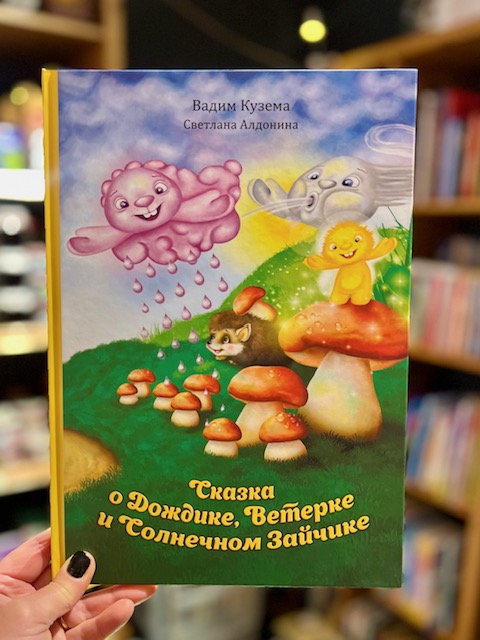 Вадим Кузема
Светлана Алдонина
Сказка
о Дождике, Ветерке
и Солнечном Зайчике